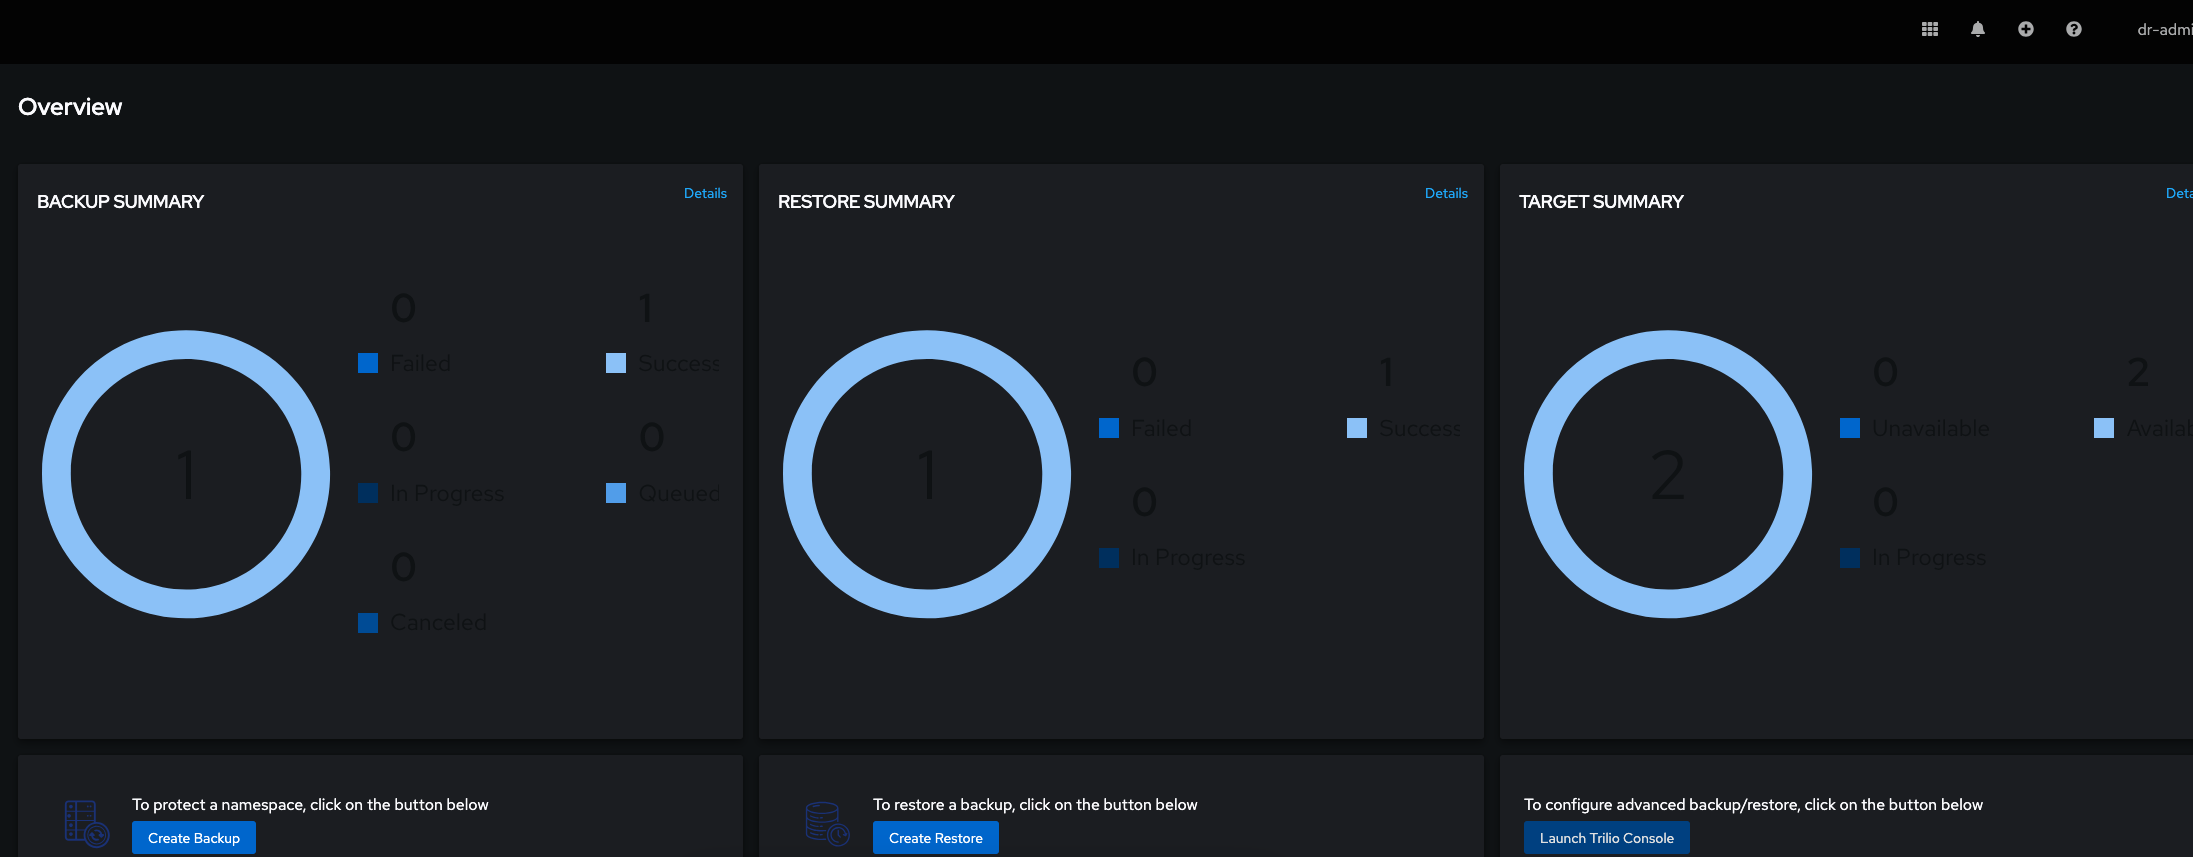 dr-admi
Overview
BACKUP SUMMARY
Details
0
Failed
1
Success
0
In Progress
0
Queued
0
Canceled
1
RESTORE SUMMARY
Details
0
Failed
1
Success
0
In Progress
1
TARGET SUMMARY
Deta
0
Unavailable
2
Availab
0
In Progress
2
To protect a namespace, click on the button below
Create Backup
To restore a backup, click on the button below
Create Restore
To configure advanced backup/restore, click on the button below
Launch Trilio Console